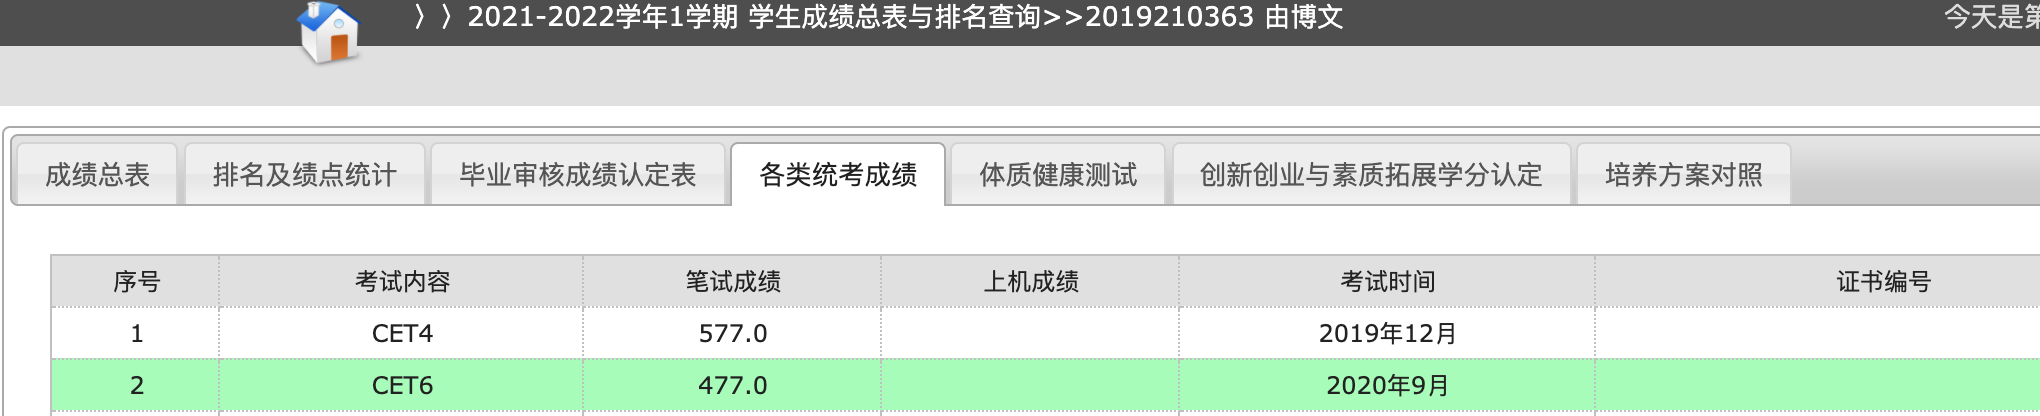 〉〉2021-2022学年1学期 学生成绩总表与排名查询>>2019210363 由博文 今天是第
成绩总表 排名及绩点统计 毕业审核成绩认定表 各类统考成绩 体质健康测试 创新创业与素质拓展学分认定 培养方案对照
序号 考试内容 笔试成绩 上机成绩 考试时间 证书编号
1 CET4 577.0 2019年12月
2 CET6 477.0 2020年9月